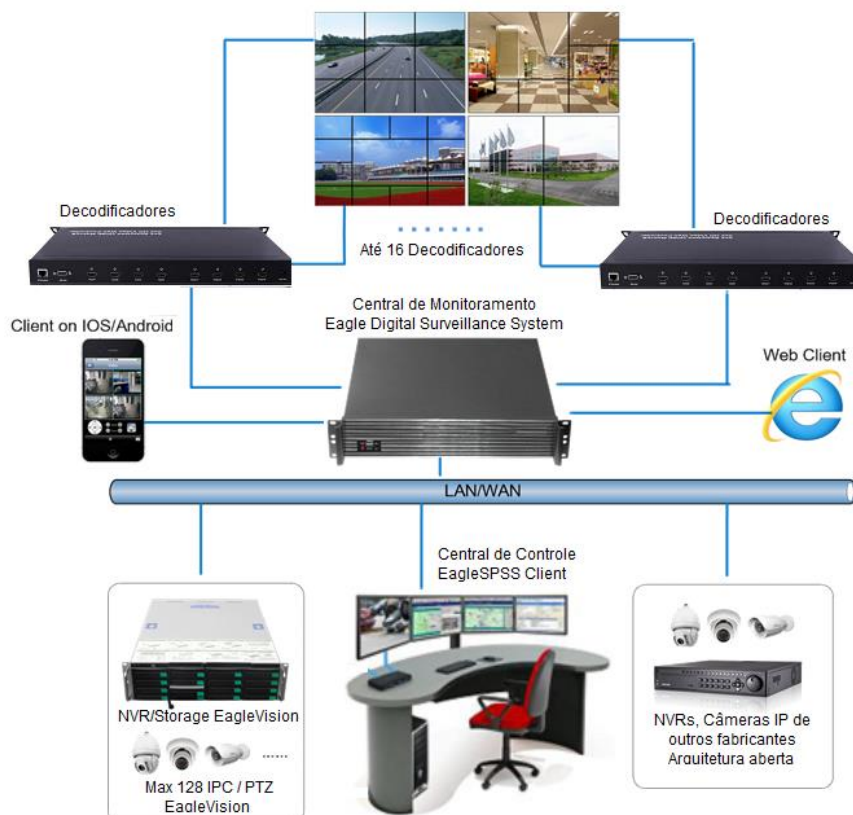 Decodificadores
Decodificadores
Até 16 Decodificadores
Central de Monitoramento
Eagle Digital Surveillance System
Client on IOS/Android
Web Client
LAN/WAN
Central de Controle
EagleSPSS Client
NVR/Storage EagleVision
Max 128 IPC / PTZ
EagleVision
NVRs, Câmeras IP de
outros fabricantes
Arquitetura aberta